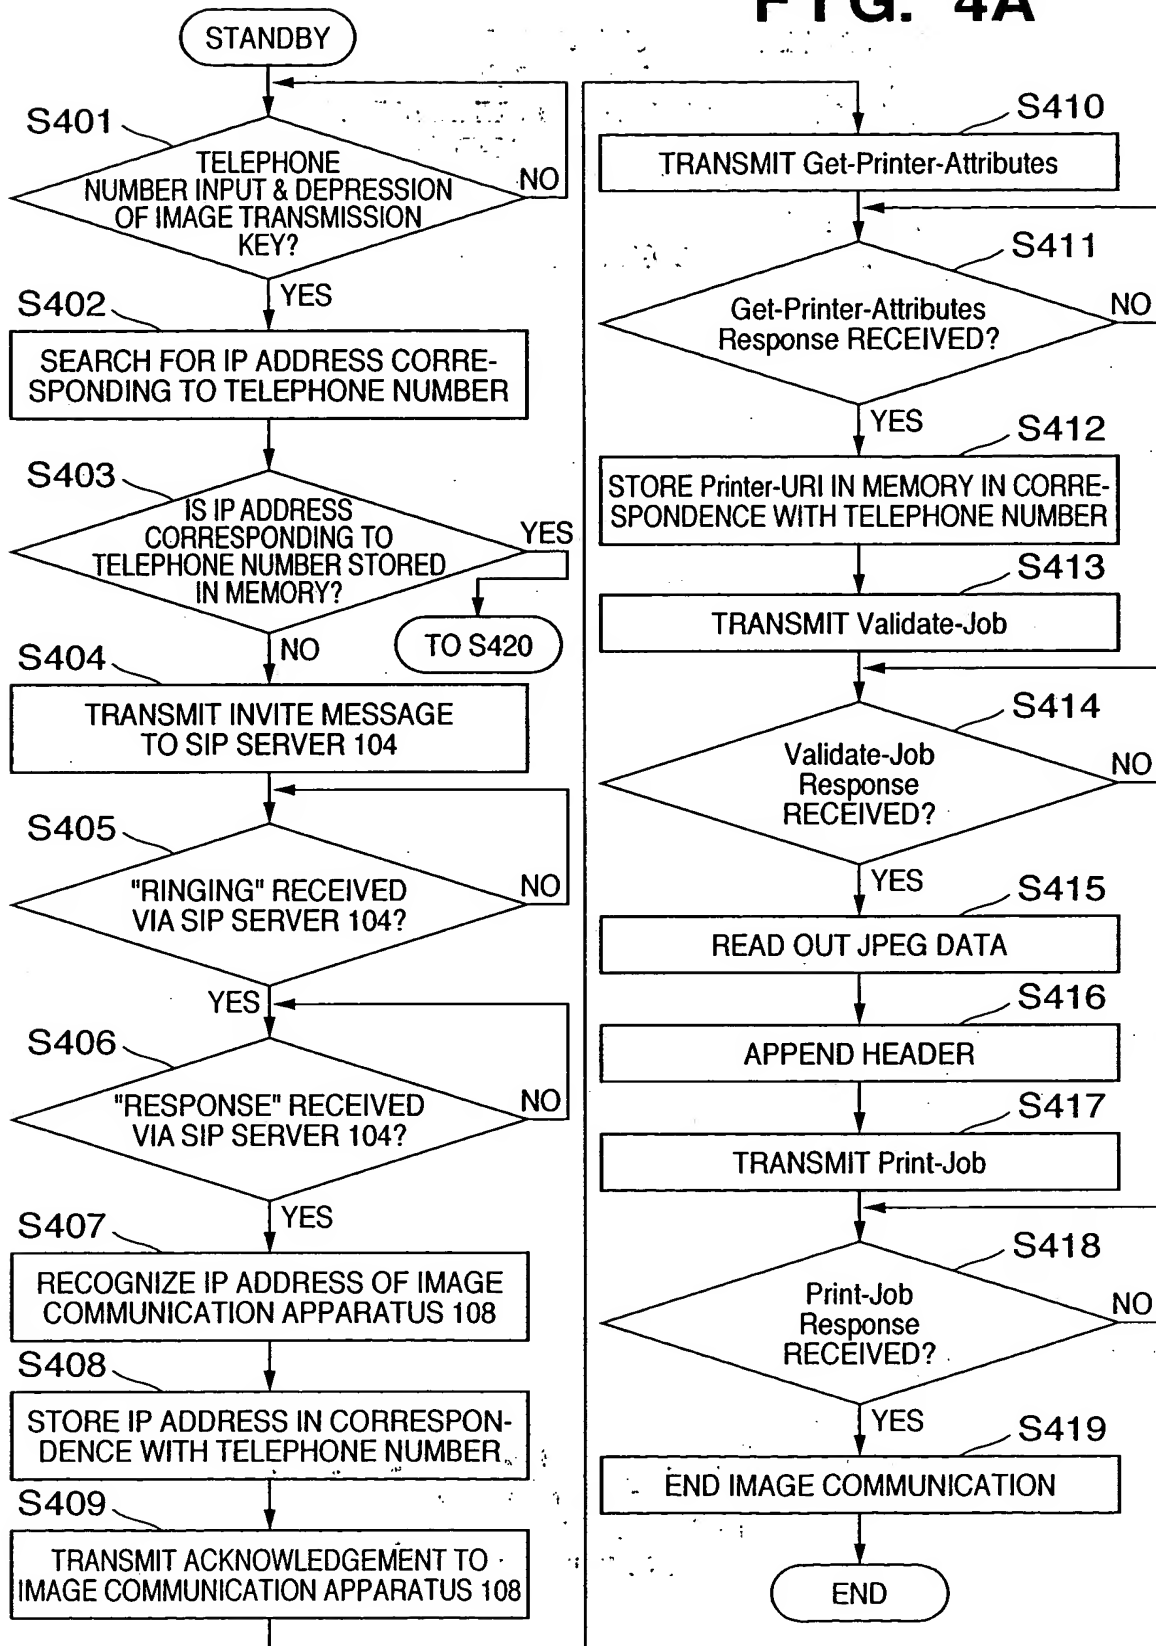 FIG. 4A
STANDBY
S401
TELEPHONE
NUMBER INPUT & DEPRESSION
OF IMAGE TRANSMISSION
KEY?
NO
YES
S402
SEARCH FOR IP ADDRESS CORRE-
SPONDING TO TELEPHONE NUMBER
S403
IS IP ADDRESS
CORRESPONDING TO
TELEPHONE NUMBER STORED
IN MEMORY?
YES
TO S420
NO
S404
TRANSMIT INVITE MESSAGE
TO SIP SERVER 104
S405
"RINGING" RECEIVED
VIA SIP SERVER 104?
NO
YES
S406
"RESPONSE" RECEIVED
VIA SIP SERVER 104?
NO
YES
S407
RECOGNIZE IP ADDRESS OF IMAGE
COMMUNICATION APPARATUS 108
S408
STORE IP ADDRESS IN CORRESPON-
DENCE WITH TELEPHONE NUMBER
S409
TRANSMIT ACKNOWLEDGEMENT TO
IMAGE COMMUNICATION APPARATUS 108
S410
TRANSMIT Get-Printer-Attributes
S411
Get-Printer-Attributes
Response RECEIVED?
NO
YES
S412
STORE Printer-URI IN MEMORY IN CORRE-
SPONDENCE WITH TELEPHONE NUMBER
S413
TRANSMIT Validate-Job
S414
Validate-Job
Response
RECEIVED?
NO
YES
S415
READ OUT JPEG DATA
S416
APPEND HEADER
S417
TRANSMIT Print-Job
S418
Print-Job
Response
RECEIVED?
NO
YES
S419
END IMAGE COMMUNICATION
END